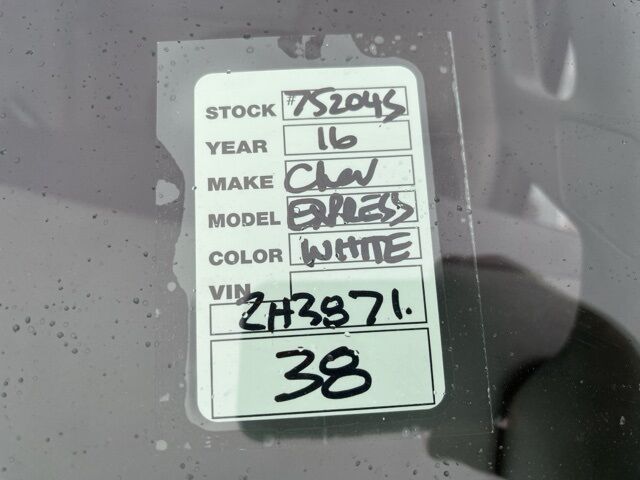 STOCK #75204S
YEAR 16
MAKE Chev
MODEL EXPRESS
COLOR WHITE
VIN
2H3871.
38